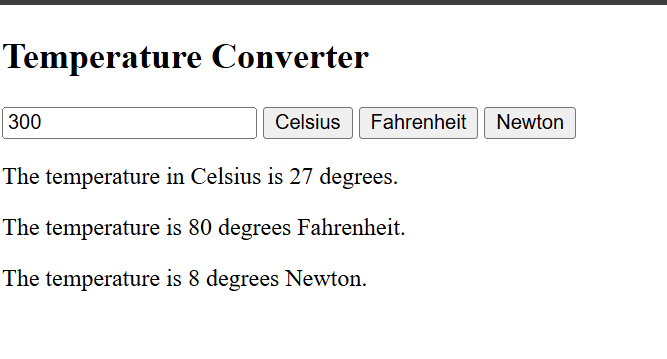 Temperature Converter
300 Celsius Fahrenheit Newton
The temperature in Celsius is 27 degrees.
The temperature is 80 degrees Fahrenheit.
The temperature is 8 degrees Newton.